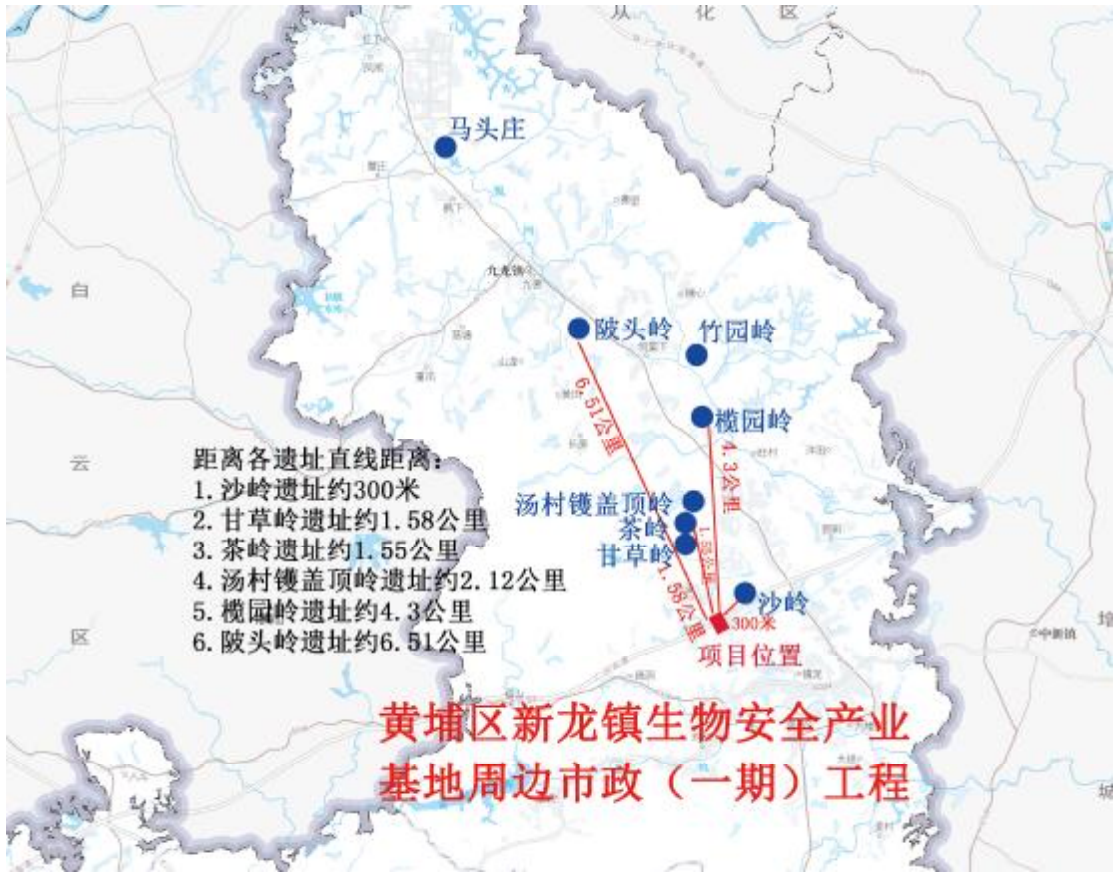 从 化 区
马头庄
九龙镇
白
陂头岭
竹园岭
6.51公里
榄园岭
4.3公里
云
距离各遗址直线距离:
1.沙岭遗址约300米
2.甘草岭遗址约1.58公里
3.茶岭遗址约1.55公里
4.汤村镬盖顶岭遗址约2.12公里
5.榄园岭遗址约4.3公里
6.陂头岭遗址约6.51公里
汤村镬盖顶岭
茶岭
甘草岭
1.55公里
1.58公里
沙岭
300米
项目位置
区
中新镇
增
城
黄埔区新龙镇生物安全产业
基地周边市政（一期）工程